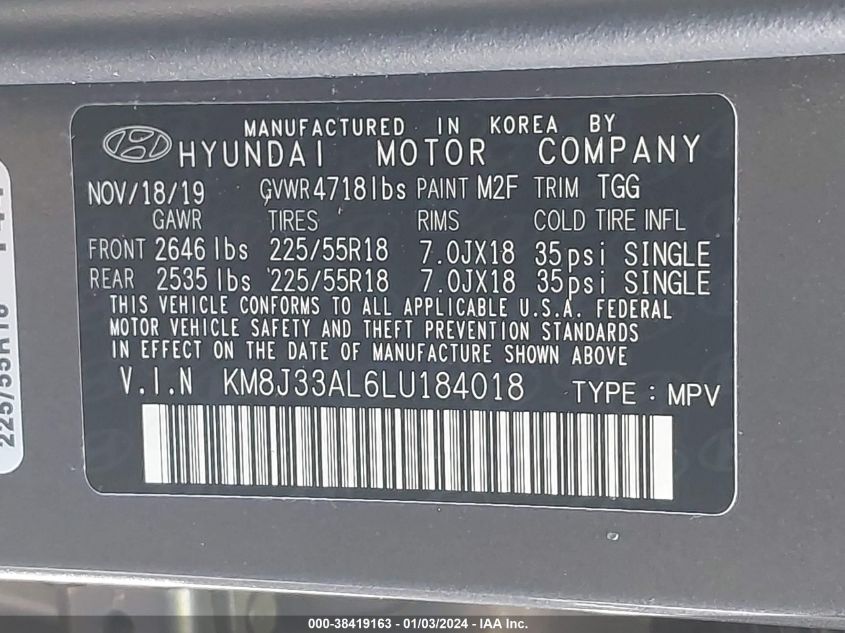 MANUFACTURED IN KOREA BY
HYUNDAI MOTOR COMPANY
NOV/18/19 GVWR 4718lbs PAINT M2F TRIM TGG
GAWR TIRES RIMS COLD TIRE INFL
FRONT 2646 lbs 225/55R18 7.0JX18 35psi SINGLE
REAR 2535 lbs 225/55R18 7.0JX18 35psi SINGLE
THIS VEHICLE CONFORMS TO ALL APPLICABLE U.S.A. FEDERAL
MOTOR VEHICLE SAFETY AND THEFT PREVENTION STANDARDS
IN EFFECT ON THE DATE OF MANUFACTURE SHOWN ABOVE
V.I.N KM8J33AL6LU184018 TYPE : MPV
225/55R18
000-38419163 - 01/03/2024 - IAA Inc.